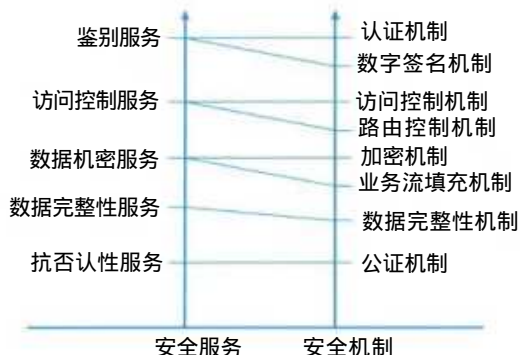 鉴别服务
认证机制
数字签名机制
访问控制服务
访问控制机制
路由控制机制
数据机密服务
加密机制
业务流填充机制
数据完整性服务
数据完整性机制
抗否认性服务
公证机制
安全服务
安全机制